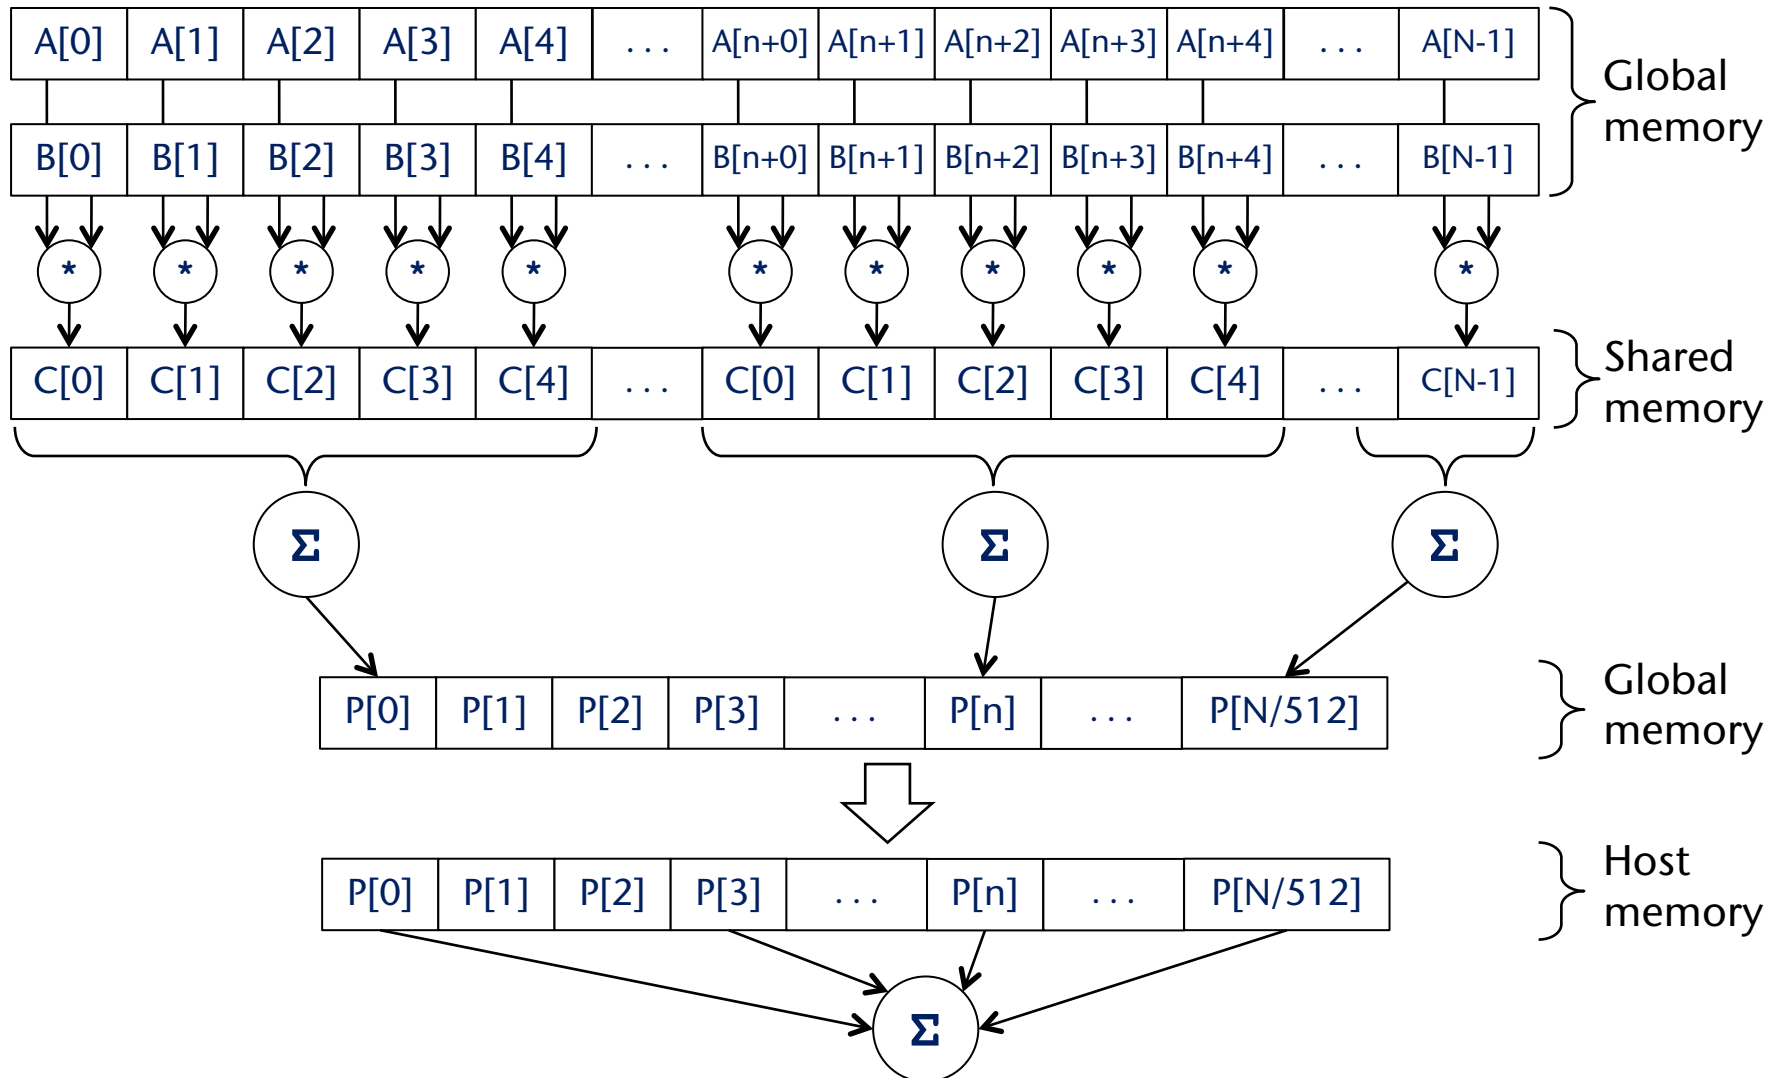 A[0] A[1] A[2] A[3] A[4] ... A[n+0] A[n+1] A[n+2] A[n+3] A[n+4] ... A[N-1]
Global
memory
B[0] B[1] B[2] B[3] B[4] ... B[n+0] B[n+1] B[n+2] B[n+3] B[n+4] ... B[N-1]
* * * * * * * * * * *
C[0] C[1] C[2] C[3] C[4] ... C[0] C[1] C[2] C[3] C[4] ... C[N-1]
Shared
memory
Σ Σ Σ
P[0] P[1] P[2] P[3] ... P[n] ... P[N/512]
Global
memory
P[0] P[1] P[2] P[3] ... P[n] ... P[N/512]
Host
memory
Σ